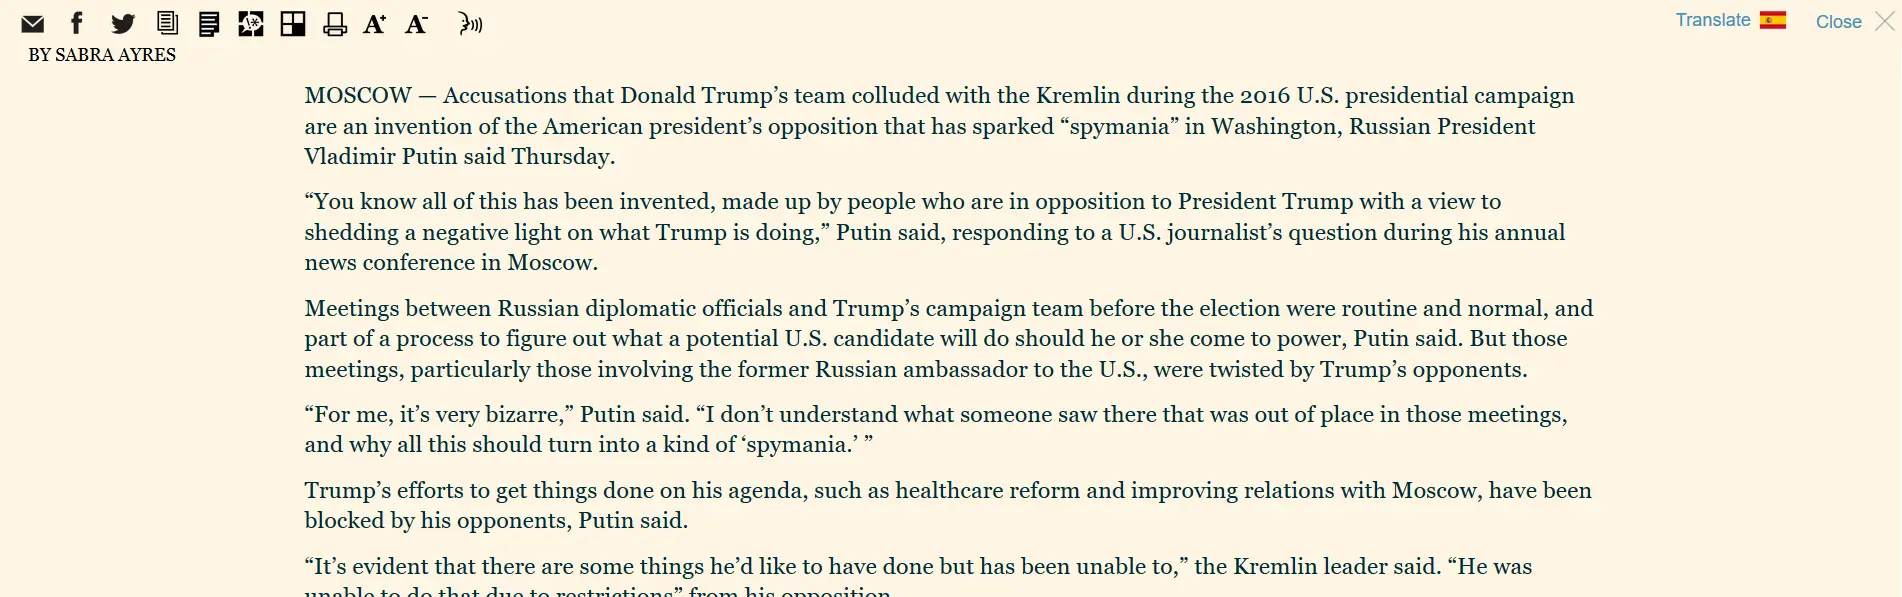 Translate
Close
BY SABRA AYRES
MOSCOW — Accusations that Donald Trump’s team colluded with the Kremlin during the 2016 U.S. presidential campaign
are an invention of the American president’s opposition that has sparked “spymania” in Washington, Russian President
Vladimir Putin said Thursday.
“You know all of this has been invented, made up by people who are in opposition to President Trump with a view to
shedding a negative light on what Trump is doing,” Putin said, responding to a U.S. journalist’s question during his annual
news conference in Moscow.
Meetings between Russian diplomatic officials and Trump’s campaign team before the election were routine and normal, and
part of a process to figure out what a potential U.S. candidate will do should he or she come to power, Putin said. But those
meetings, particularly those involving the former Russian ambassador to the U.S., were twisted by Trump’s opponents.
“For me, it’s very bizarre,” Putin said. “I don’t understand what someone saw there that was out of place in those meetings,
and why all this should turn into a kind of ‘spymania.’ ”
Trump’s efforts to get things done on his agenda, such as healthcare reform and improving relations with Moscow, have been
blocked by his opponents, Putin said.
“It’s evident that there are some things he’d like to have done but has been unable to,” the Kremlin leader said. “He was
unable to do that due to restrictions” from his opposition.